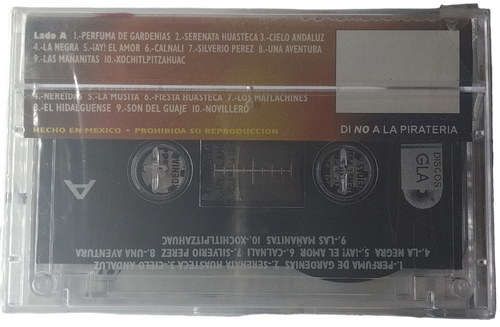 Lado A 1.-PERFUMA DE GARDENIAS 2.-SERENATA HUASTECA 3.-CIELO ANDALUZ
4.-LA NEGRA 5.-¡AY! EL AMOR 6.-CALNALI 7.-SILVERIO PEREZ 8.-UNA AVENTURA
9.-LAS MAÑANITAS 10.-XOCHITLPITZAHUAC
4.-NEREIDAS 5.-LA MUSITA 6.-FIESTA HUASTECA 7.-LOS MATLACHINES
8.-EL HIDALGUENSE 9.-SON DEL GUAJE 10.-NOVILLERO
HECHO EN MEXICO • PROHIBIDA SU REPRODUCCION
DI NO A LA PIRATERIA
A
DISCOS
GLA
1.-PERFUMA DE GARDENIAS 2.-SERENATA HUASTECA 3.-CIELO ANDALUZ
4.-LA NEGRA 5.-¡AY! EL AMOR 6.-CALNALI 7.-SILVERIO PEREZ 8.-UNA AVENTURA
9.-LAS MAÑANITAS 10.-XOCHITLPITZAHUAC